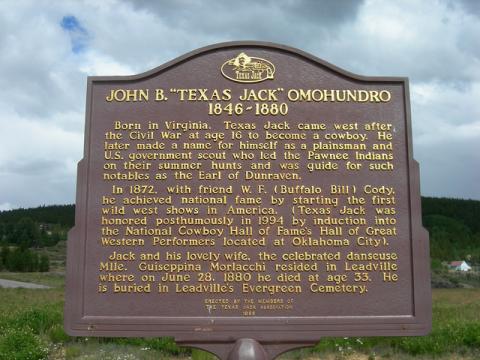 TEXAS JACK
JOHN B. "TEXAS JACK" OMOHUNDRO
1846-1880
Born in Virginia, Texas Jack came west after
the Civil War at age 16 to become a cowboy. He
later made a name for himself as a plainsman and
U.S. government scout who led the Pawnee Indians
on their summer hunts and was guide for such
notables as the Earl of Dunraven.
In 1872, with friend W. F. (Buffalo Bill) Cody,
he achieved national fame by starting the first
wild west shows in America. (Texas Jack was
honored posthumously in 1994 by induction into
the National Cowboy Hall of Fame's Hall of Great
Western Performers located at Oklahoma City).
Jack and his lovely wife, the celebrated danseuse
Mlle. Guiseppina Morlacchi resided in Leadville
where on June 28, 1880 he died at age 33. He
is buried in Leadville's Evergreen Cemetery.
ERECTED BY THE MEMBERS OF
THE TEXAS JACK ASSOCIATION